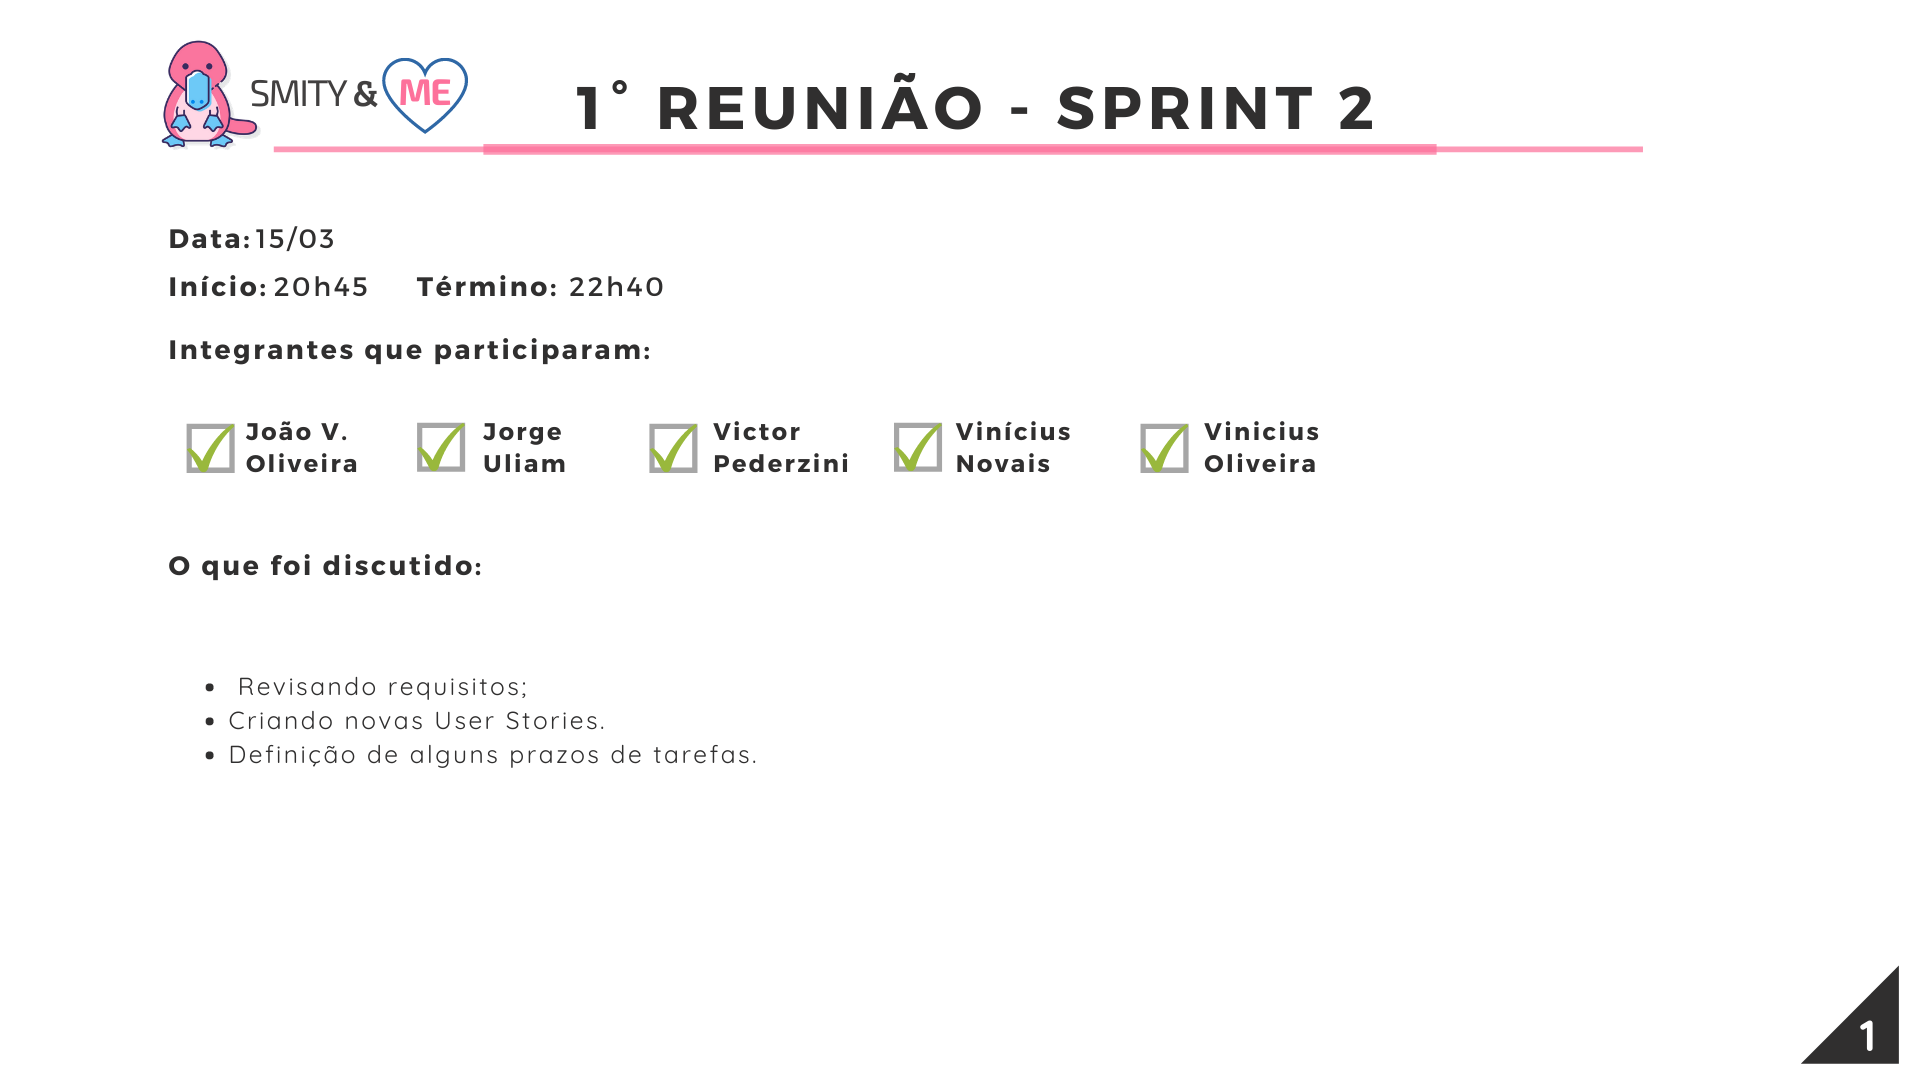 SMITY & ME
1° REUNIÃO - SPRINT 2
Data: 15/03
Início: 20h45 Término: 22h40
Integrantes que participaram:
João V. Oliveira
Jorge Uliam
Victor Pederzini
Vinícius Novais
Vinicius Oliveira
O que foi discutido:
• Revisando requisitos;
• Criando novas User Stories.
• Definição de alguns prazos de tarefas.
1